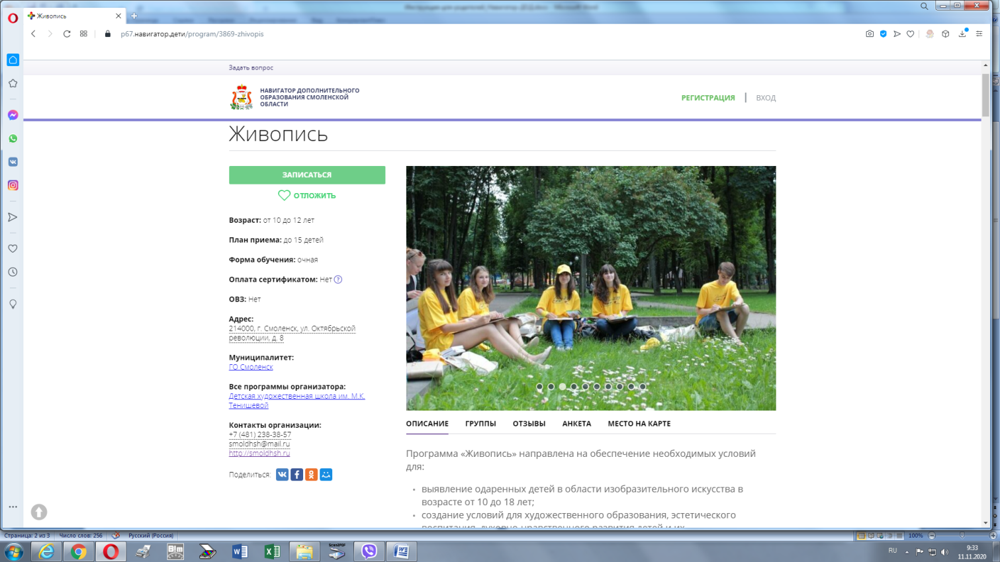 Живопись
p67.навигатор.дети/program/3869-zhivopis
Задать вопрос
НАВИГАТОР ДОПОЛНИТЕЛЬНОГО
ОБРАЗОВАНИЯ СМОЛЕНСКОЙ
ОБЛАСТИ
РЕГИСТРАЦИЯ
ВХОД
Живопись
ЗАПИСАТЬСЯ
ОТЛОЖИТЬ
Возраст: от 10 до 12 лет
План приема: до 15 детей
Форма обучения: очная
Оплата сертификатом: Нет ?
ОВЗ: Нет
Адрес:
214000, г. Смоленск, ул. Октябрьской
революции, д. 8
Муниципалитет:
ГО Смоленск
Все программы организатора:
Детская художественная школа им. М.К.
Тенишевой
Контакты организации:
+7 (481) 238-38-57
smoldhsh@mail.ru
http://smoldhsh.ru
Поделиться:
ОПИСАНИЕ ГРУППЫ ОТЗЫВЫ АНКЕТА МЕСТО НА КАРТЕ
Программа «Живопись» направлена на обеспечение необходимых условий
для:
• выявление одаренных детей в области изобразительного искусства в
возрасте от 10 до 18 лет;
• создание условий для художественного образования, эстетического
воспитания, духовно-нравственного развития детей и их
Страница: 2 из 3 Число слов: 256 Русский (Россия)
100%
RU
9:33
11.11.2020